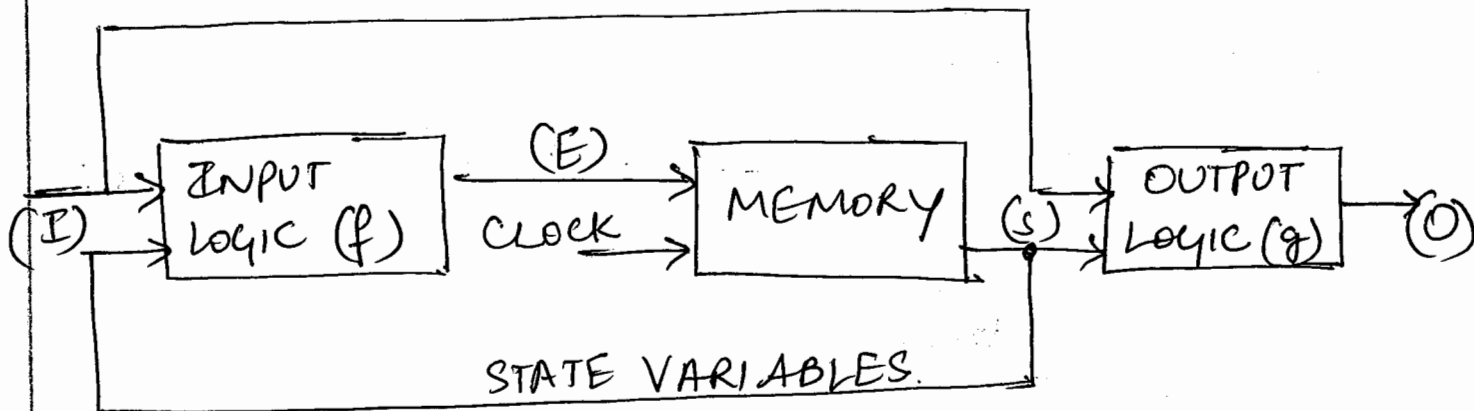 (I)
INPUT
LOGIC (f)
(E)
CLOCK
MEMORY
(S)
OUTPUT
LOGIC (g)
(O)
STATE VARIABLES.